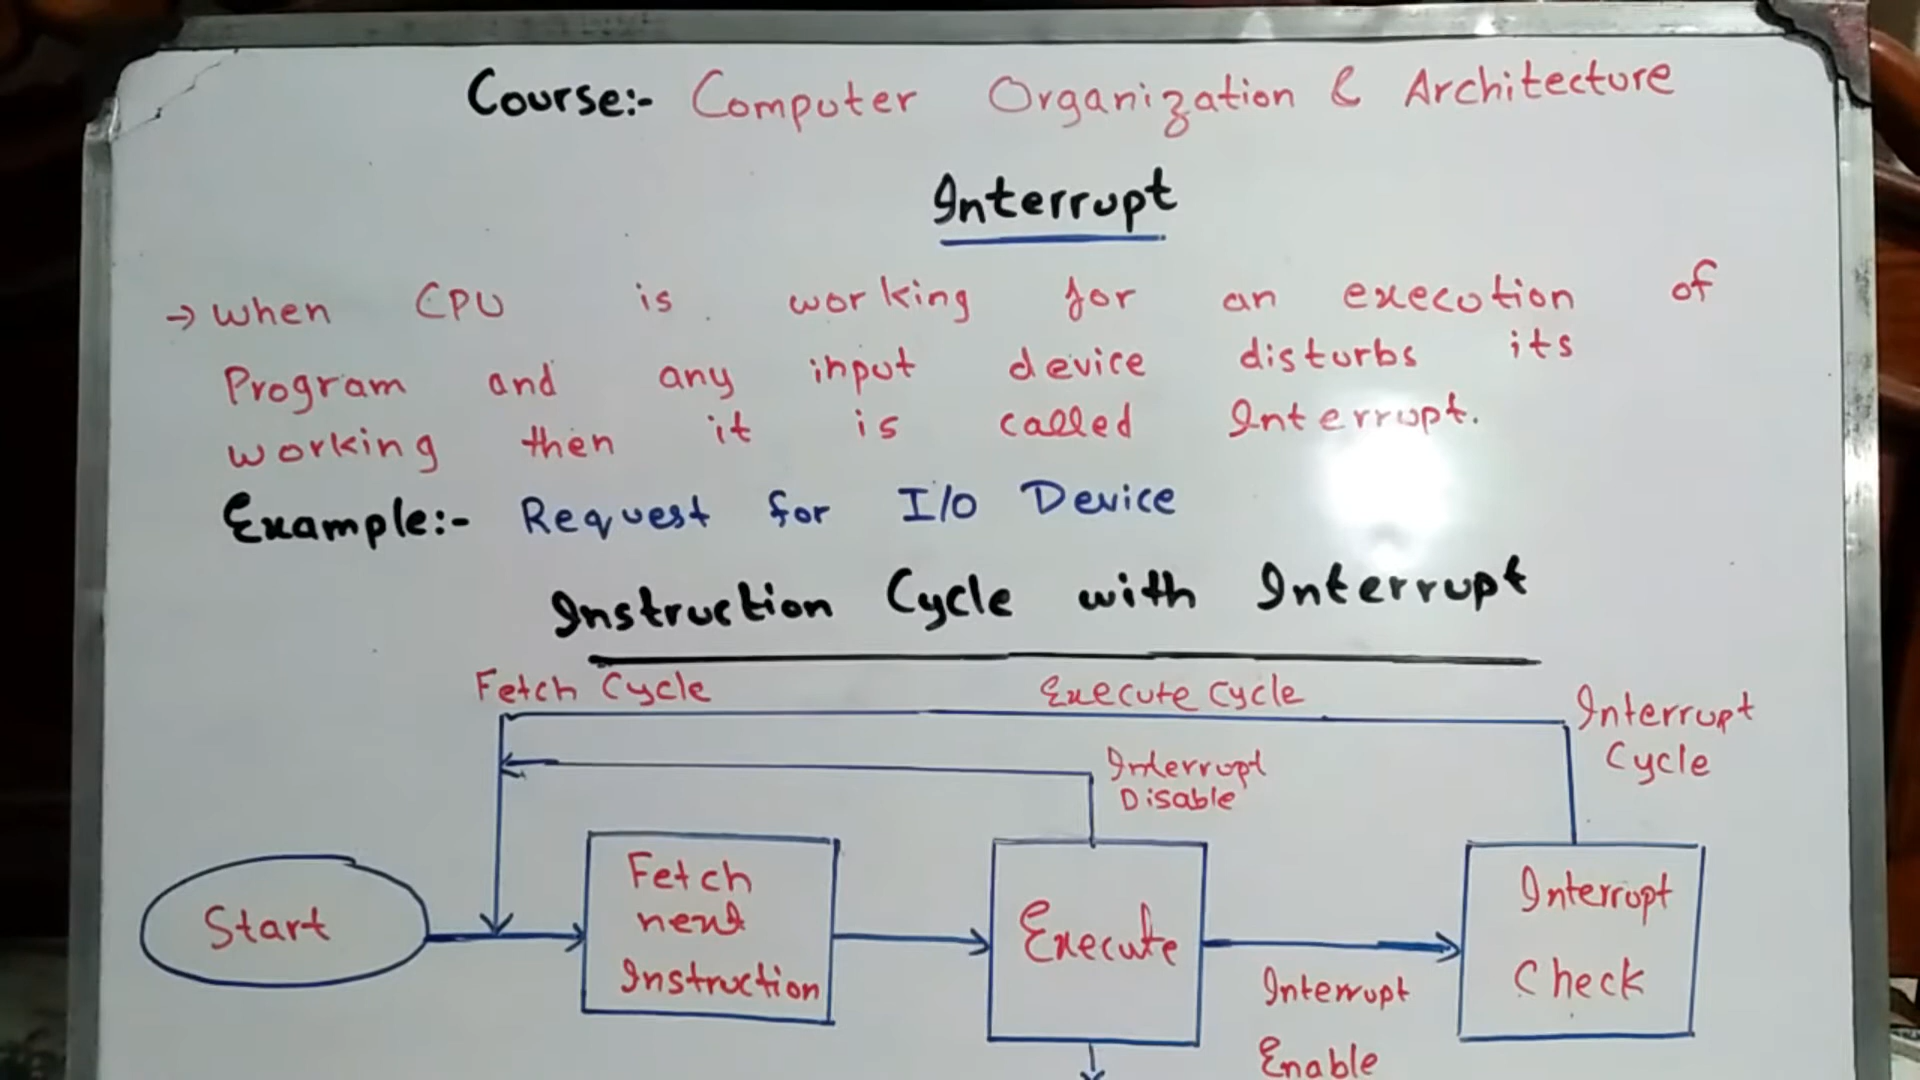 Course:- Computer Organization & Architecture
Interrupt
→ When CPU is working for an execution of
Program and any input device disturbs its
working then it is called Interrupt.
Example:- Request for I/O Device
Instruction Cycle with Interrupt
Fetch Cycle
Execute Cycle
Interrupt
Cycle
Interrupt
Disable
Start
Fetch
next
Instruction
Execute
Interrupt
Enable
Interrupt
Check